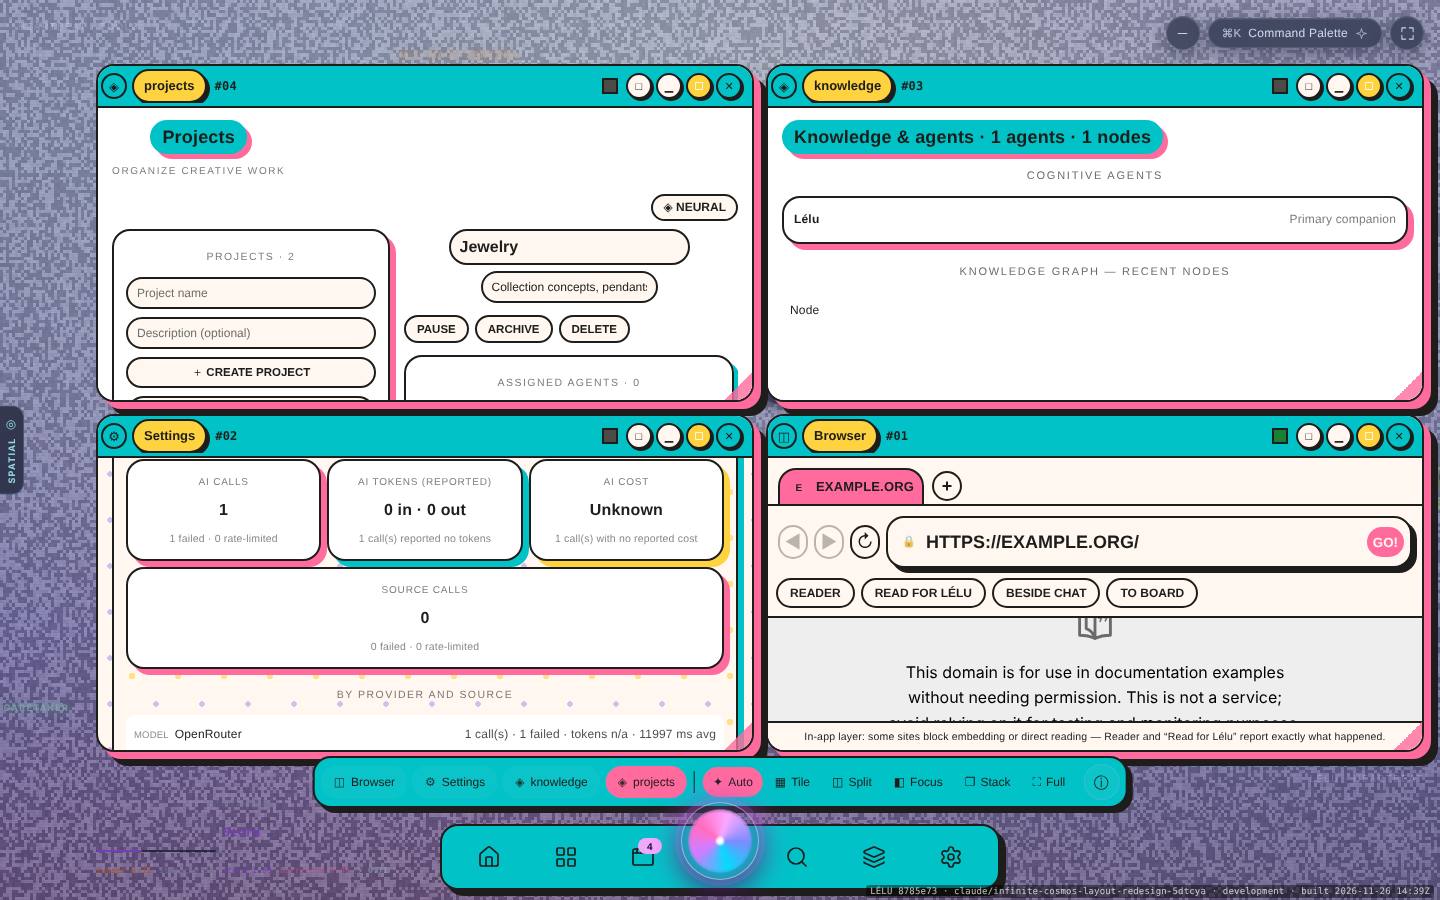 ⌘K Command Palette
projects #04
Projects
ORGANIZE CREATIVE WORK
◈ NEURAL
PROJECTS · 2
Project name
Description (optional)
+ CREATE PROJECT
Jewelry
Collection concepts, pendants
PAUSE ARCHIVE DELETE
ASSIGNED AGENTS · 0
knowledge #03
Knowledge & agents · 1 agents · 1 nodes
COGNITIVE AGENTS
Lélu Primary companion
KNOWLEDGE GRAPH — RECENT NODES
Node
SPATIAL
Settings #02
AI CALLS
1
1 failed · 0 rate-limited
AI TOKENS (REPORTED)
0 in · 0 out
1 call(s) reported no tokens
AI COST
Unknown
1 call(s) with no reported cost
SOURCE CALLS
0
0 failed · 0 rate-limited
BY PROVIDER AND SOURCE
MODEL OpenRouter 1 call(s) · 1 failed · tokens n/a · 11997 ms avg
Browser #01
E EXAMPLE.ORG +
HTTPS://EXAMPLE.ORG/ GO!
READER READ FOR LÉLU BESIDE CHAT TO BOARD
This domain is for use in documentation examples
without needing permission. This is not a service;
avoid relying on it for testing and monitoring purposes
In-app layer: some sites block embedding or direct reading — Reader and “Read for Lélu” report exactly what happened.
Browser Settings knowledge projects Auto Tile Split Focus Stack Full
4
LELU 8785e73 · claude/infinite-cosmos-layout-redesign-5dtcya · development · built 2026-11-26 14:39Z